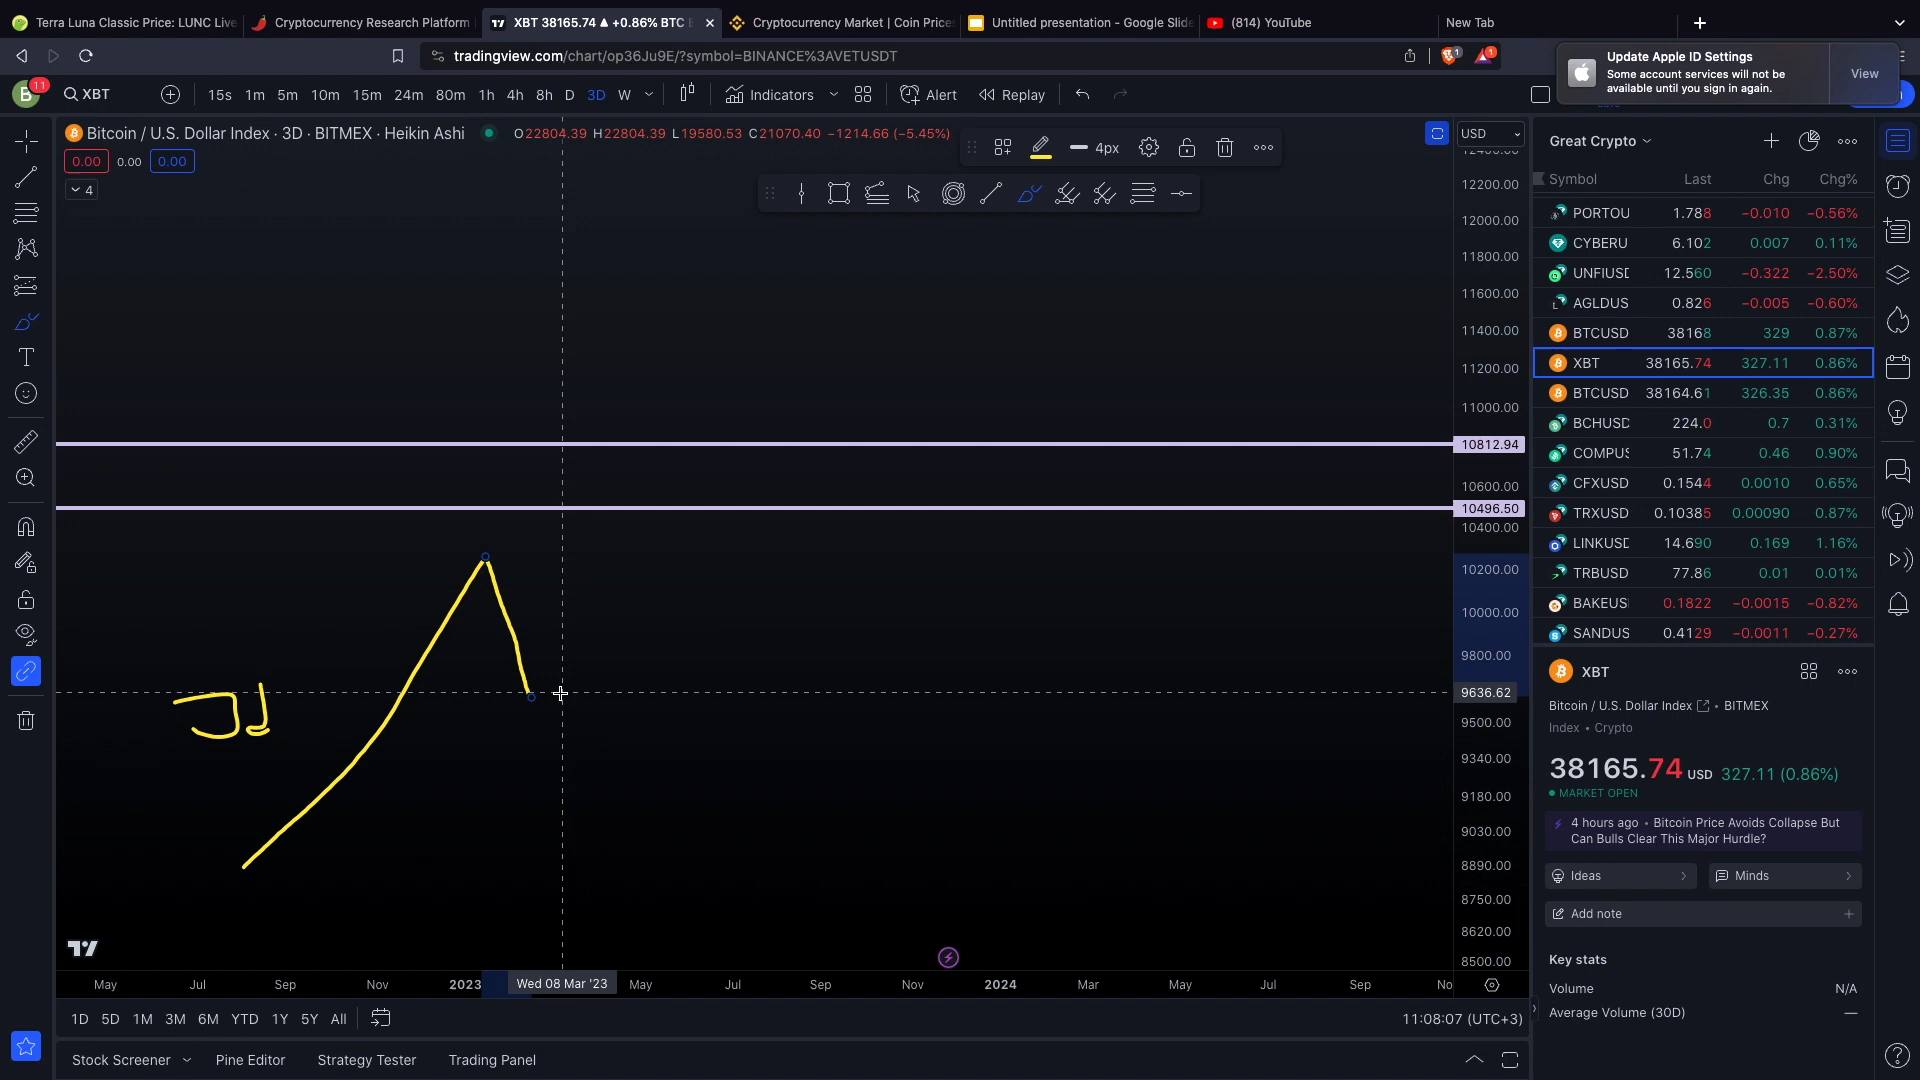 Terra Luna Classic Price: LUNC Live
Cryptocurrency Research Platform
XBT 38165.74 ▲ +0.86% BTC
Cryptocurrency Market | Coin Price
Untitled presentation - Google Slide
(814) YouTube
New Tab
tradingview.com/chart/op36Ju9E/?symbol=BINANCE%3AVETUSDT
1
1
Update Apple ID Settings
Some account services will not be
available until you sign in again.
View
B
11
XBT
15s 1m 5m 10m 15m 24m 80m 1h 4h 8h D 3D W
Indicators
Alert
Replay
Bitcoin / U.S. Dollar Index · 3D · BITMEX · Heikin Ashi
O22804.39 H22804.39 L19580.53 C21070.40 −1214.66 (−5.45%)
0.00 0.00 0.00
4
4px
USD
12200.00
12000.00
11800.00
11600.00
11400.00
11200.00
11000.00
10812.94
10600.00
10496.50
10400.00
10200.00
10000.00
9800.00
9636.62
9500.00
9340.00
9180.00
9030.00
8890.00
8750.00
8620.00
8500.00
May Jul Sep Nov 2023 Wed 08 Mar '23 May Jul Sep Nov 2024 Mar May Jul Sep No
1D 5D 1M 3M 6M YTD 1Y 5Y All
11:08:07 (UTC+3)
Stock Screener
Pine Editor
Strategy Tester
Trading Panel
Great Crypto
Symbol Last Chg Chg%
PORTOU 1.788 −0.010 −0.56%
CYBERU 6.102 0.007 0.11%
UNFIUSD 12.560 −0.322 −2.50%
AGLDUS 0.826 −0.005 −0.60%
BTCUSD 38168 329 0.87%
XBT 38165.74 327.11 0.86%
BTCUSD 38164.61 326.35 0.86%
BCHUSD 224.0 0.7 0.31%
COMPUS 51.74 0.46 0.90%
CFXUSD 0.1544 0.0010 0.65%
TRXUSD 0.10385 0.00090 0.87%
LINKUSD 14.690 0.169 1.16%
TRBUSD 77.86 0.01 0.01%
BAKEUS 0.1822 −0.0015 −0.82%
SANDUS 0.4129 −0.0011 −0.27%
XBT
Bitcoin / U.S. Dollar Index • BITMEX
Index • Crypto
38165.74 USD 327.11 (0.86%)
MARKET OPEN
4 hours ago • Bitcoin Price Avoids Collapse But
Can Bulls Clear This Major Hurdle?
Ideas
Minds
Add note
Key stats
Volume N/A
Average Volume (30D) —